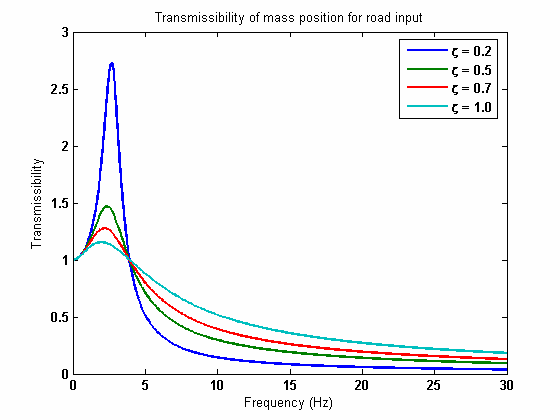 Transmissibility of mass position for road input
3
2.5
2
1.5
1
0.5
0
Transmissibility
ζ = 0.2
ζ = 0.5
ζ = 0.7
ζ = 1.0
0 5 10 15 20 25 30
Frequency (Hz)